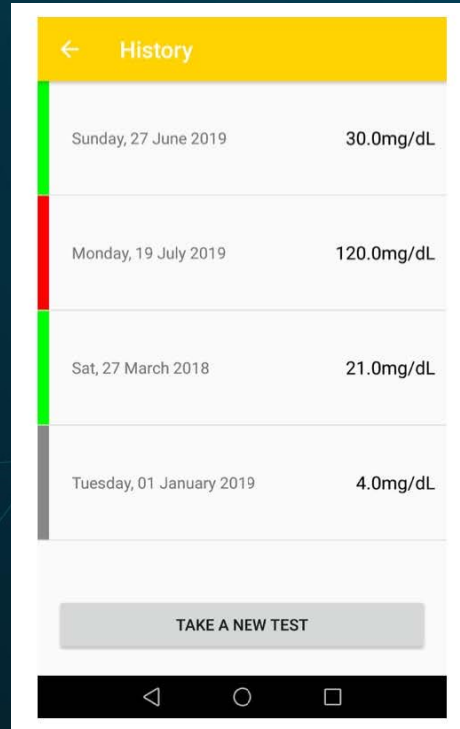 History
Sunday, 27 June 2019 30.0mg/dL
Monday, 19 July 2019 120.0mg/dL
Sat, 27 March 2018 21.0mg/dL
Tuesday, 01 January 2019 4.0mg/dL
TAKE A NEW TEST